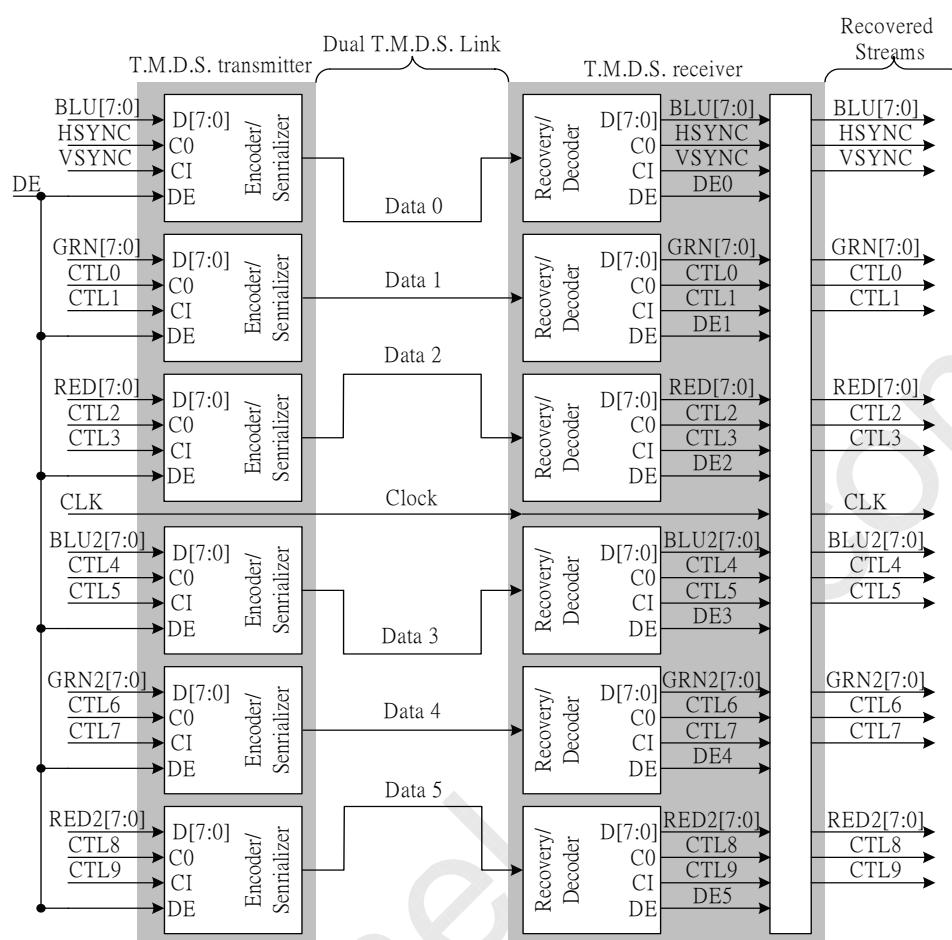 Recovered
Streams
Dual T.M.D.S. Link
T.M.D.S. transmitter
T.M.D.S. receiver
BLU[7:0]
HSYNC
VSYNC
DE
D[7:0]
C0
CI
DE
Encoder/
Senrializer
Data 0
Recovery/
Decoder
D[7:0]
C0
CI
DE
BLU[7:0]
HSYNC
VSYNC
DE0
BLU[7:0]
HSYNC
VSYNC
GRN[7:0]
CTL0
CTL1
D[7:0]
C0
CI
DE
Encoder/
Senrializer
Data 1
Recovery/
Decoder
D[7:0]
C0
CI
DE
GRN[7:0]
CTL0
CTL1
DE1
GRN[7:0]
CTL0
CTL1
RED[7:0]
CTL2
CTL3
D[7:0]
C0
CI
DE
Encoder/
Senrializer
Data 2
Recovery/
Decoder
D[7:0]
C0
CI
DE
RED[7:0]
CTL2
CTL3
DE2
RED[7:0]
CTL2
CTL3
CLK
Clock
CLK
BLU2[7:0]
CTL4
CTL5
D[7:0]
C0
CI
DE
Encoder/
Senrializer
Data 3
Recovery/
Decoder
D[7:0]
C0
CI
DE
BLU2[7:0]
CTL4
CTL5
DE3
BLU2[7:0]
CTL4
CTL5
GRN2[7:0]
CTL6
CTL7
D[7:0]
C0
CI
DE
Encoder/
Senrializer
Data 4
Recovery/
Decoder
D[7:0]
C0
CI
DE
GRN2[7:0]
CTL6
CTL7
DE4
GRN2[7:0]
CTL6
CTL7
RED2[7:0]
CTL8
CTL9
D[7:0]
C0
CI
DE
Encoder/
Senrializer
Data 5
Recovery/
Decoder
D[7:0]
C0
CI
DE
RED2[7:0]
CTL8
CTL9
DE5
RED2[7:0]
CTL8
CTL9